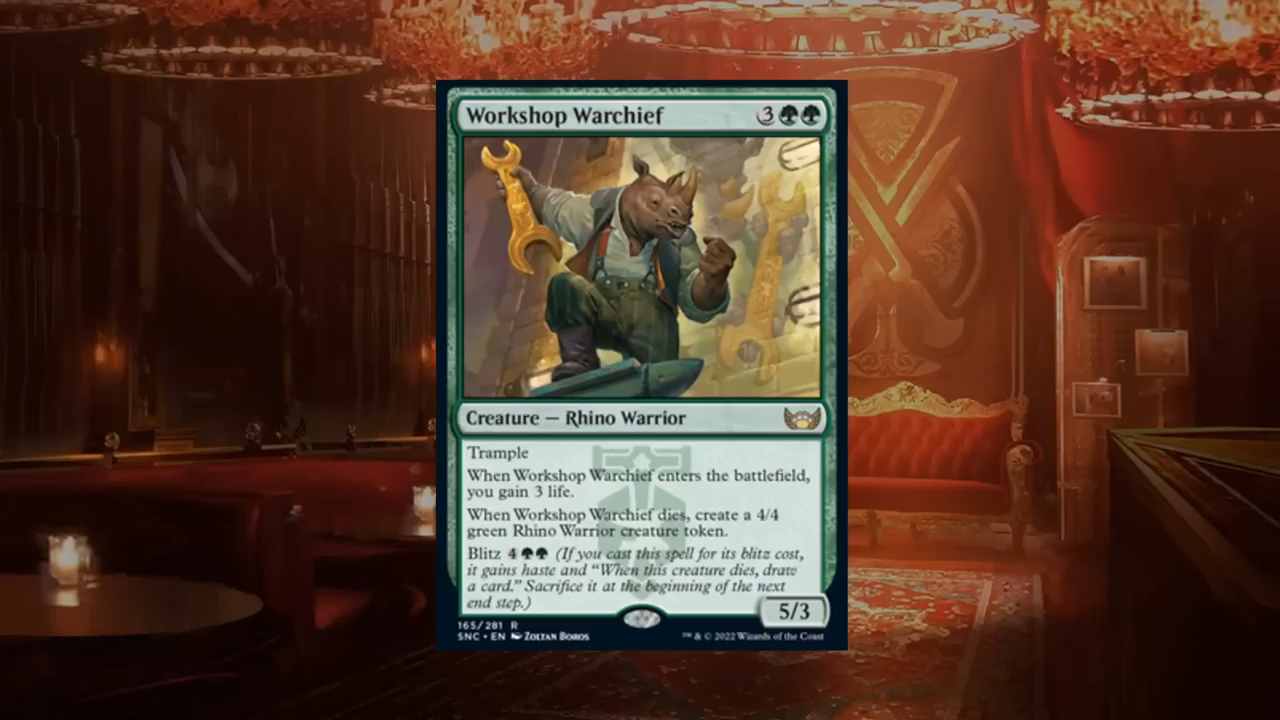 Workshop Warchief 3
Creature — Rhino Warrior
Trample
When Workshop Warchief enters the battlefield,
you gain 3 life.
When Workshop Warchief dies, create a 4/4
green Rhino Warrior creature token.
Blitz 4 (If you cast this spell for its blitz cost,
it gains haste and “When this creature dies, draw
a card.” Sacrifice it at the beginning of the next
end step.)
5/3
165/281 R
SNC • EN Zoltan Boros
™ & © 2022 Wizards of the Coast